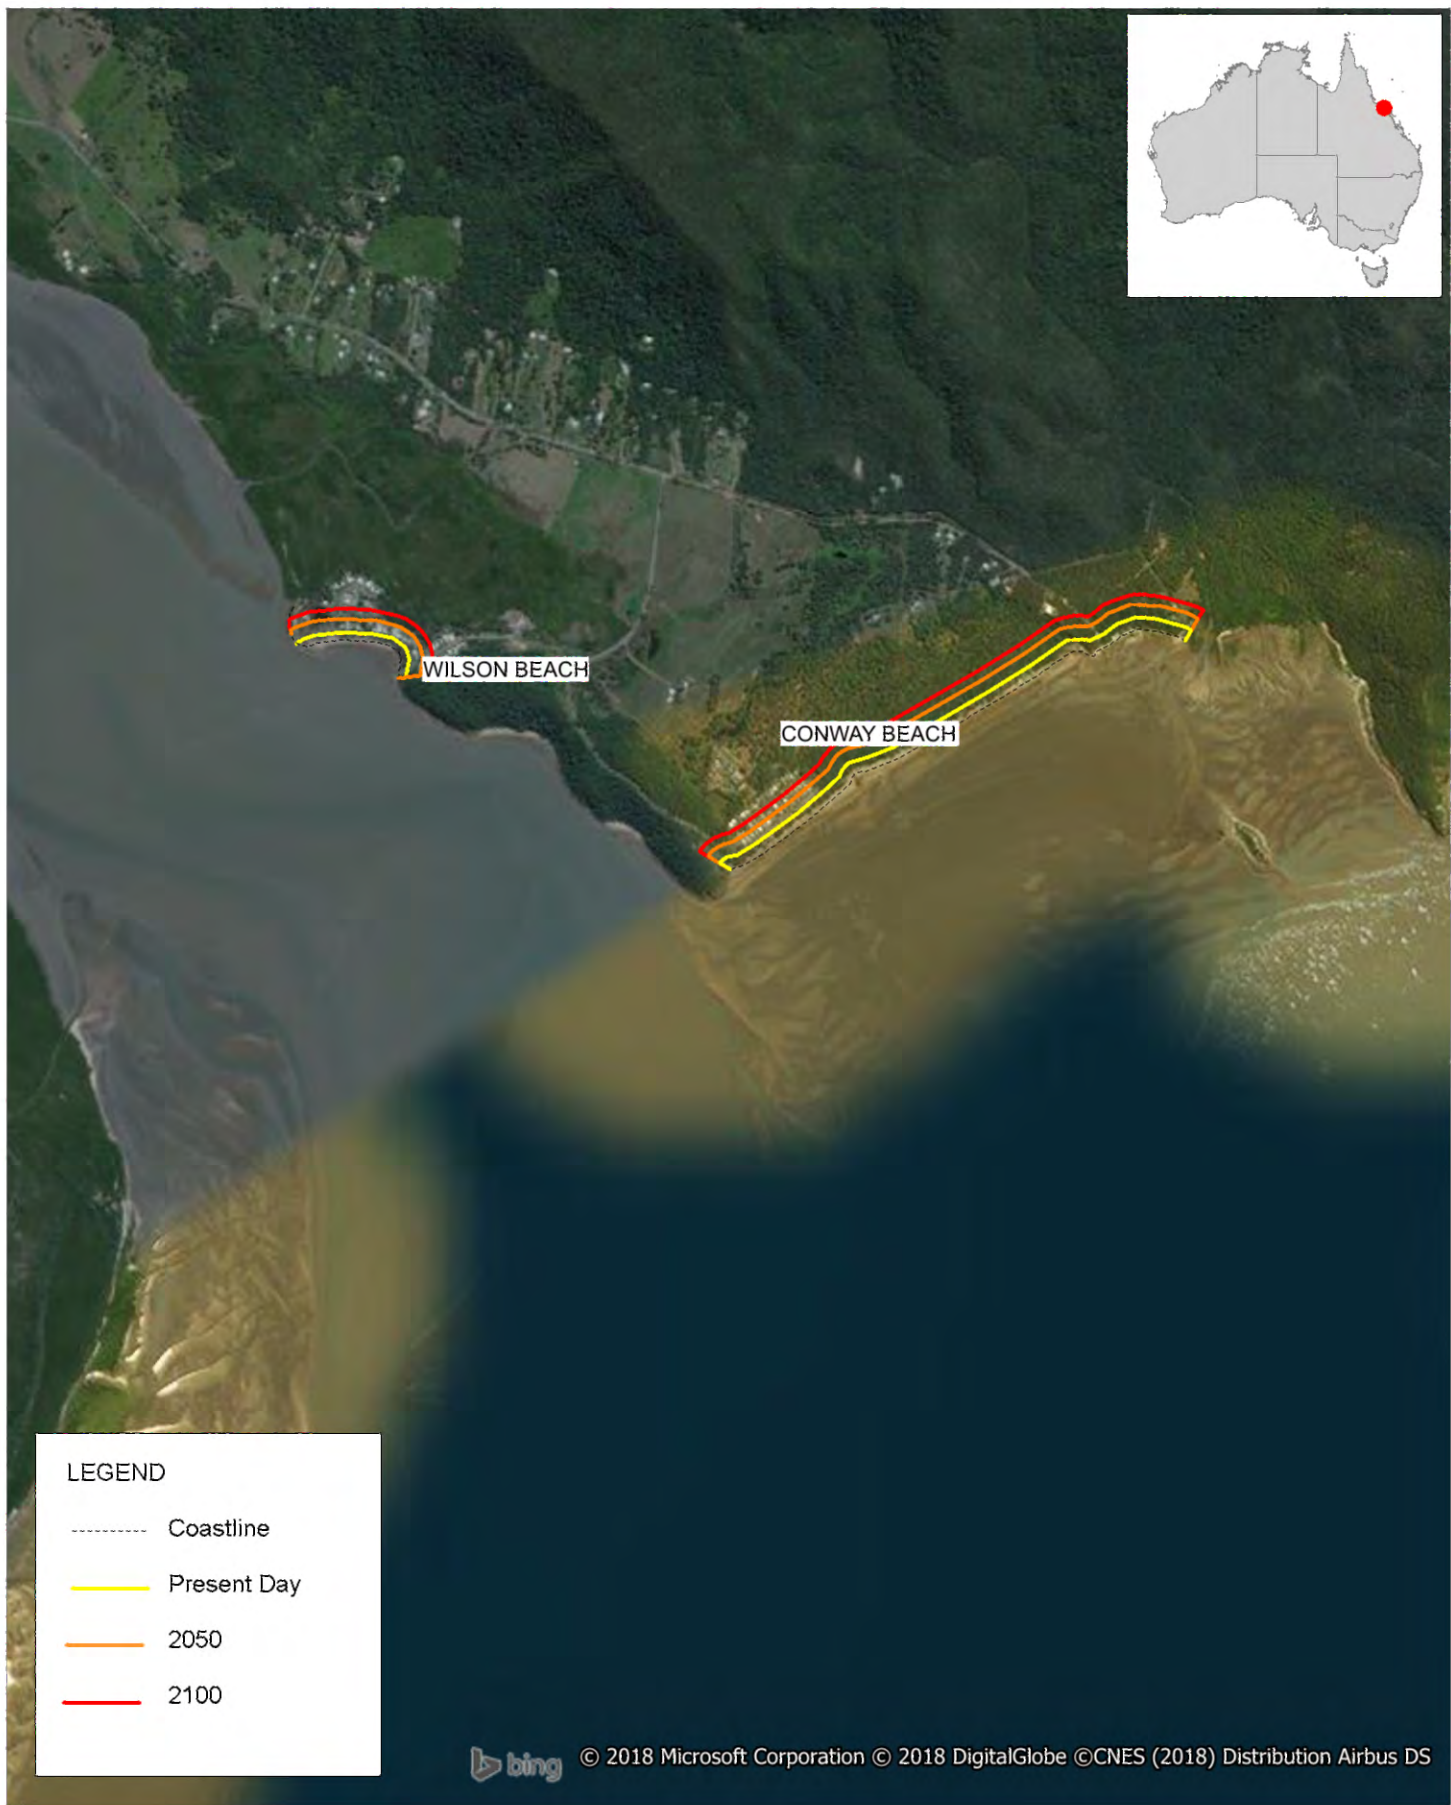 WILSON BEACH
CONWAY BEACH
LEGEND
Coastline
Present Day
2050
2100
bing © 2018 Microsoft Corporation © 2018 DigitalGlobe ©CNES (2018) Distribution Airbus DS